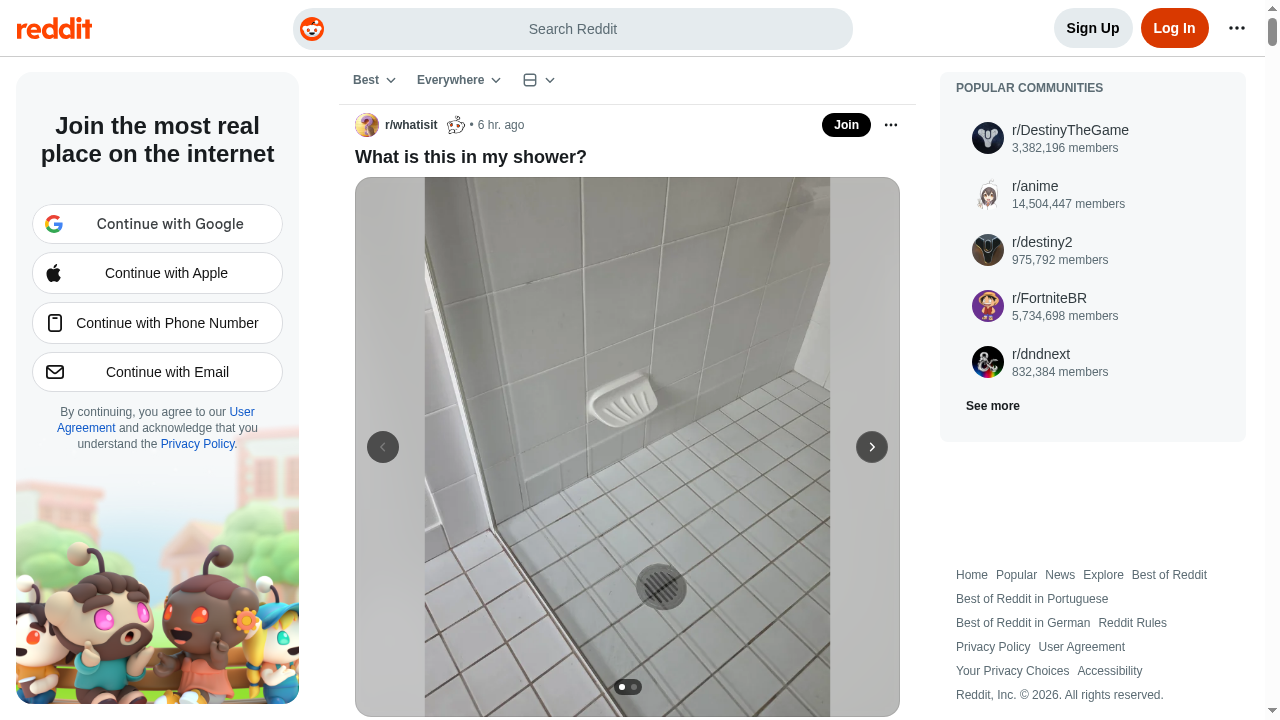 reddit
Search Reddit
Sign Up
Log In
Join the most real
place on the internet
Continue with Google
Continue with Apple
Continue with Phone Number
Continue with Email
By continuing, you agree to our User
Agreement and acknowledge that you
understand the Privacy Policy.
Best
Everywhere
r/whatisit
• 6 hr. ago
Join
What is this in my shower?
POPULAR COMMUNITIES
r/DestinyTheGame
3,382,196 members
r/anime
14,504,447 members
r/destiny2
975,792 members
r/FortniteBR
5,734,698 members
r/dndnext
832,384 members
See more
Home Popular News Explore Best of Reddit
Best of Reddit in Portuguese
Best of Reddit in German Reddit Rules
Privacy Policy User Agreement
Your Privacy Choices Accessibility
Reddit, Inc. © 2026. All rights reserved.